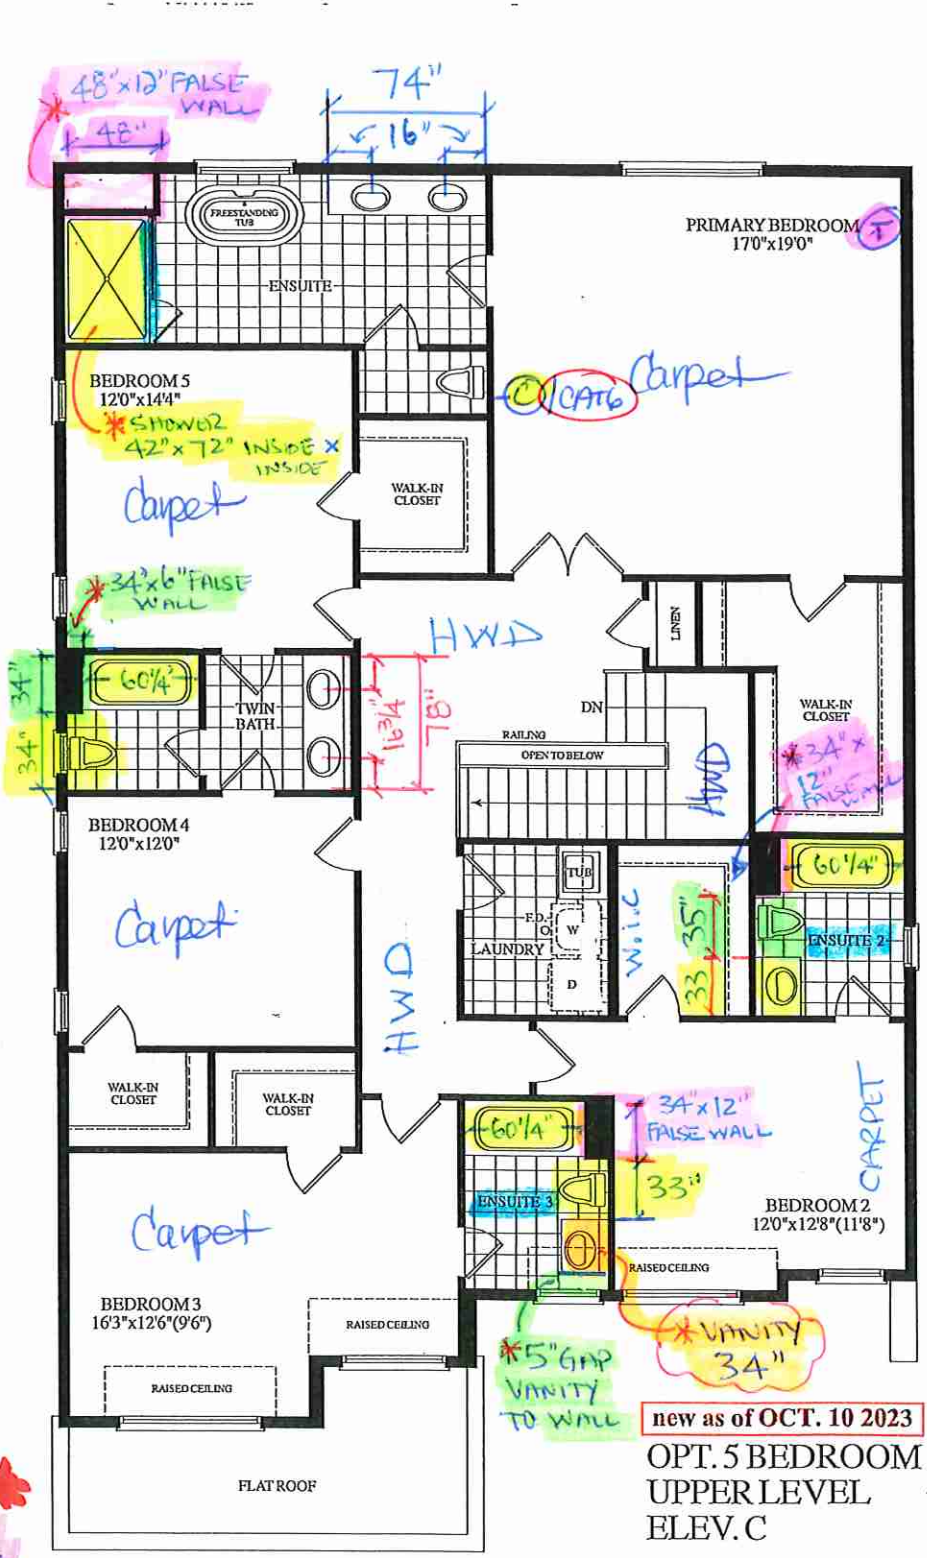 48"x12" FALSE
WALL
48"
74"
16"
FREESTANDING
TUB
ENSUITE
PRIMARY BEDROOM
17'0"x19'0"
T
C / CAT6
Carpet
BEDROOM 5
12'0"x14'4"
* SHOWER
42" x 72" INSIDE x
INSIDE
Carpet
WALK-IN
CLOSET
* 34"x6" FALSE
WALL
HWD
LINEN
34"
60 1/4"
TWIN
BATH
16 3/4
78"
34"
DN
RAILING
OPEN TO BELOW
HWD
WALK-IN
CLOSET
* 34" x
12"
FALSE
WALL
BEDROOM 4
12'0"x12'0"
Carpet
HWD
TUB
F.D.
W
LAUNDRY
D
W.I.C
35"
33
60 1/4"
ENSUITE 2
WALK-IN
CLOSET
WALK-IN
CLOSET
60 1/4"
34"x12"
FALSE WALL
33"
CARPET
ENSUITE 3
BEDROOM 2
12'0"x12'8"(11'8")
RAISED CEILING
Carpet
BEDROOM 3
16'3"x12'6"(9'6")
RAISED CEILING
RAISED CEILING
* 5" GAP
VANITY
TO WALL
* VANITY
34"
FLAT ROOF
new as of OCT. 10 2023
OPT. 5 BEDROOM
UPPER LEVEL
ELEV. C